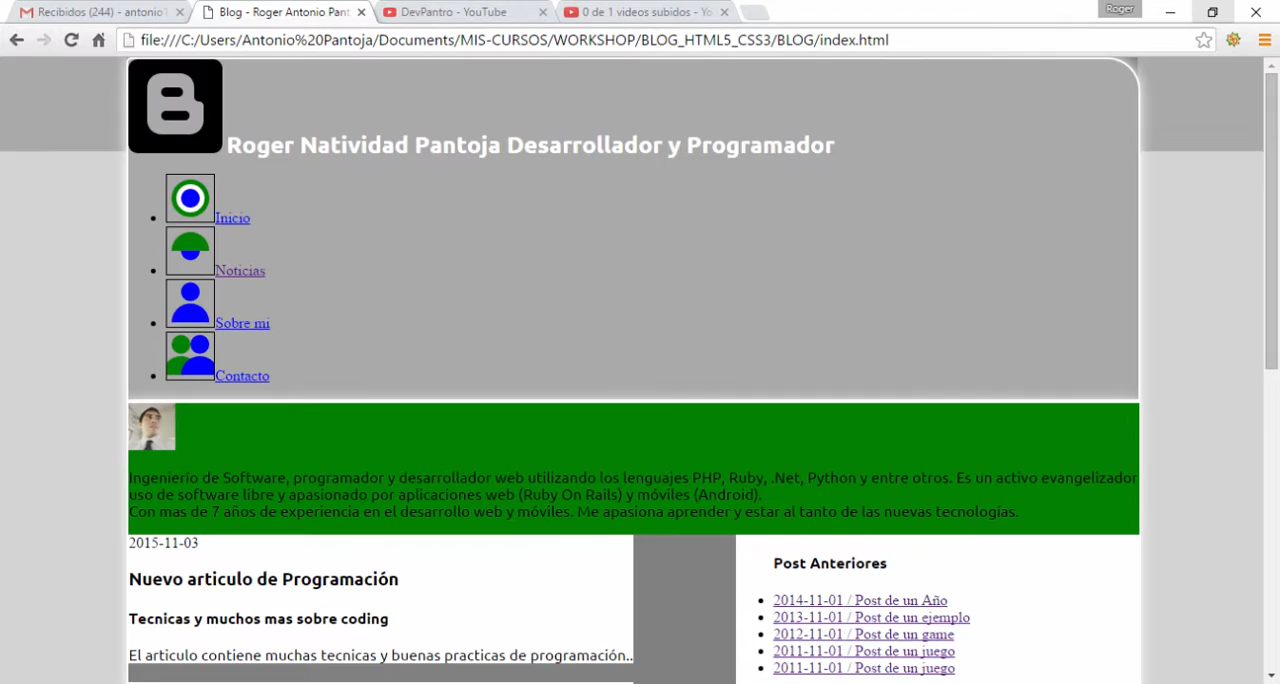 Recibidos (244) - antonio
Blog - Roger Antonio Pant
DevPantro - YouTube
0 de 1 videos subidos - Yo
Roger
file:///C:/Users/Antonio%20Pantoja/Documents/MIS-CURSOS/WORKSHOP/BLOG_HTML5_CSS3/BLOG/index.html
B
Roger Natividad Pantoja Desarrollador y Programador
Inicio
Noticias
Sobre mi
Contacto
Ingenierío de Software, programador y desarrollador web utilizando los lenguajes PHP, Ruby, .Net, Python y entre otros. Es un activo evangelizador
uso de software libre y apasionado por aplicaciones web (Ruby On Rails) y móviles (Android).
Con mas de 7 años de experiencia en el desarrollo web y móviles. Me apasiona aprender y estar al tanto de las nuevas tecnologías.
2015-11-03
Nuevo articulo de Programación
Tecnicas y muchos mas sobre coding
El articulo contiene muchas tecnicas y buenas practicas de programación..
Post Anteriores
2014-11-01 / Post de un Año
2013-11-01 / Post de un ejemplo
2012-11-01 / Post de un game
2011-11-01 / Post de un juego
2011-11-01 / Post de un juego